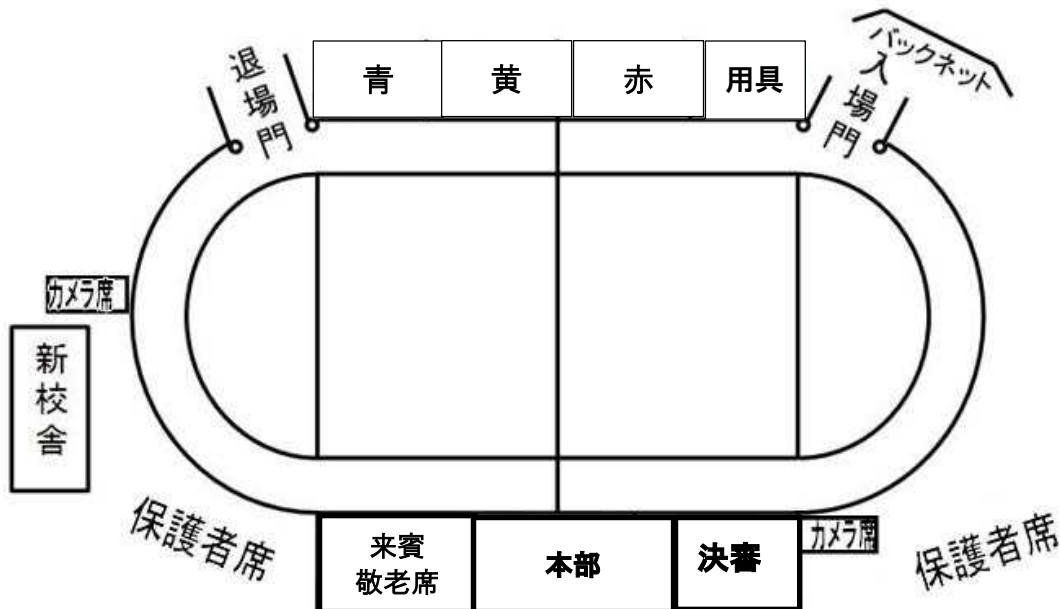 退場門
青
黄
赤
用具
入場門
バックネット
カメラ席
新校舎
保護者席
来賓
敬老席
本部
決審
カメラ席
保護者席